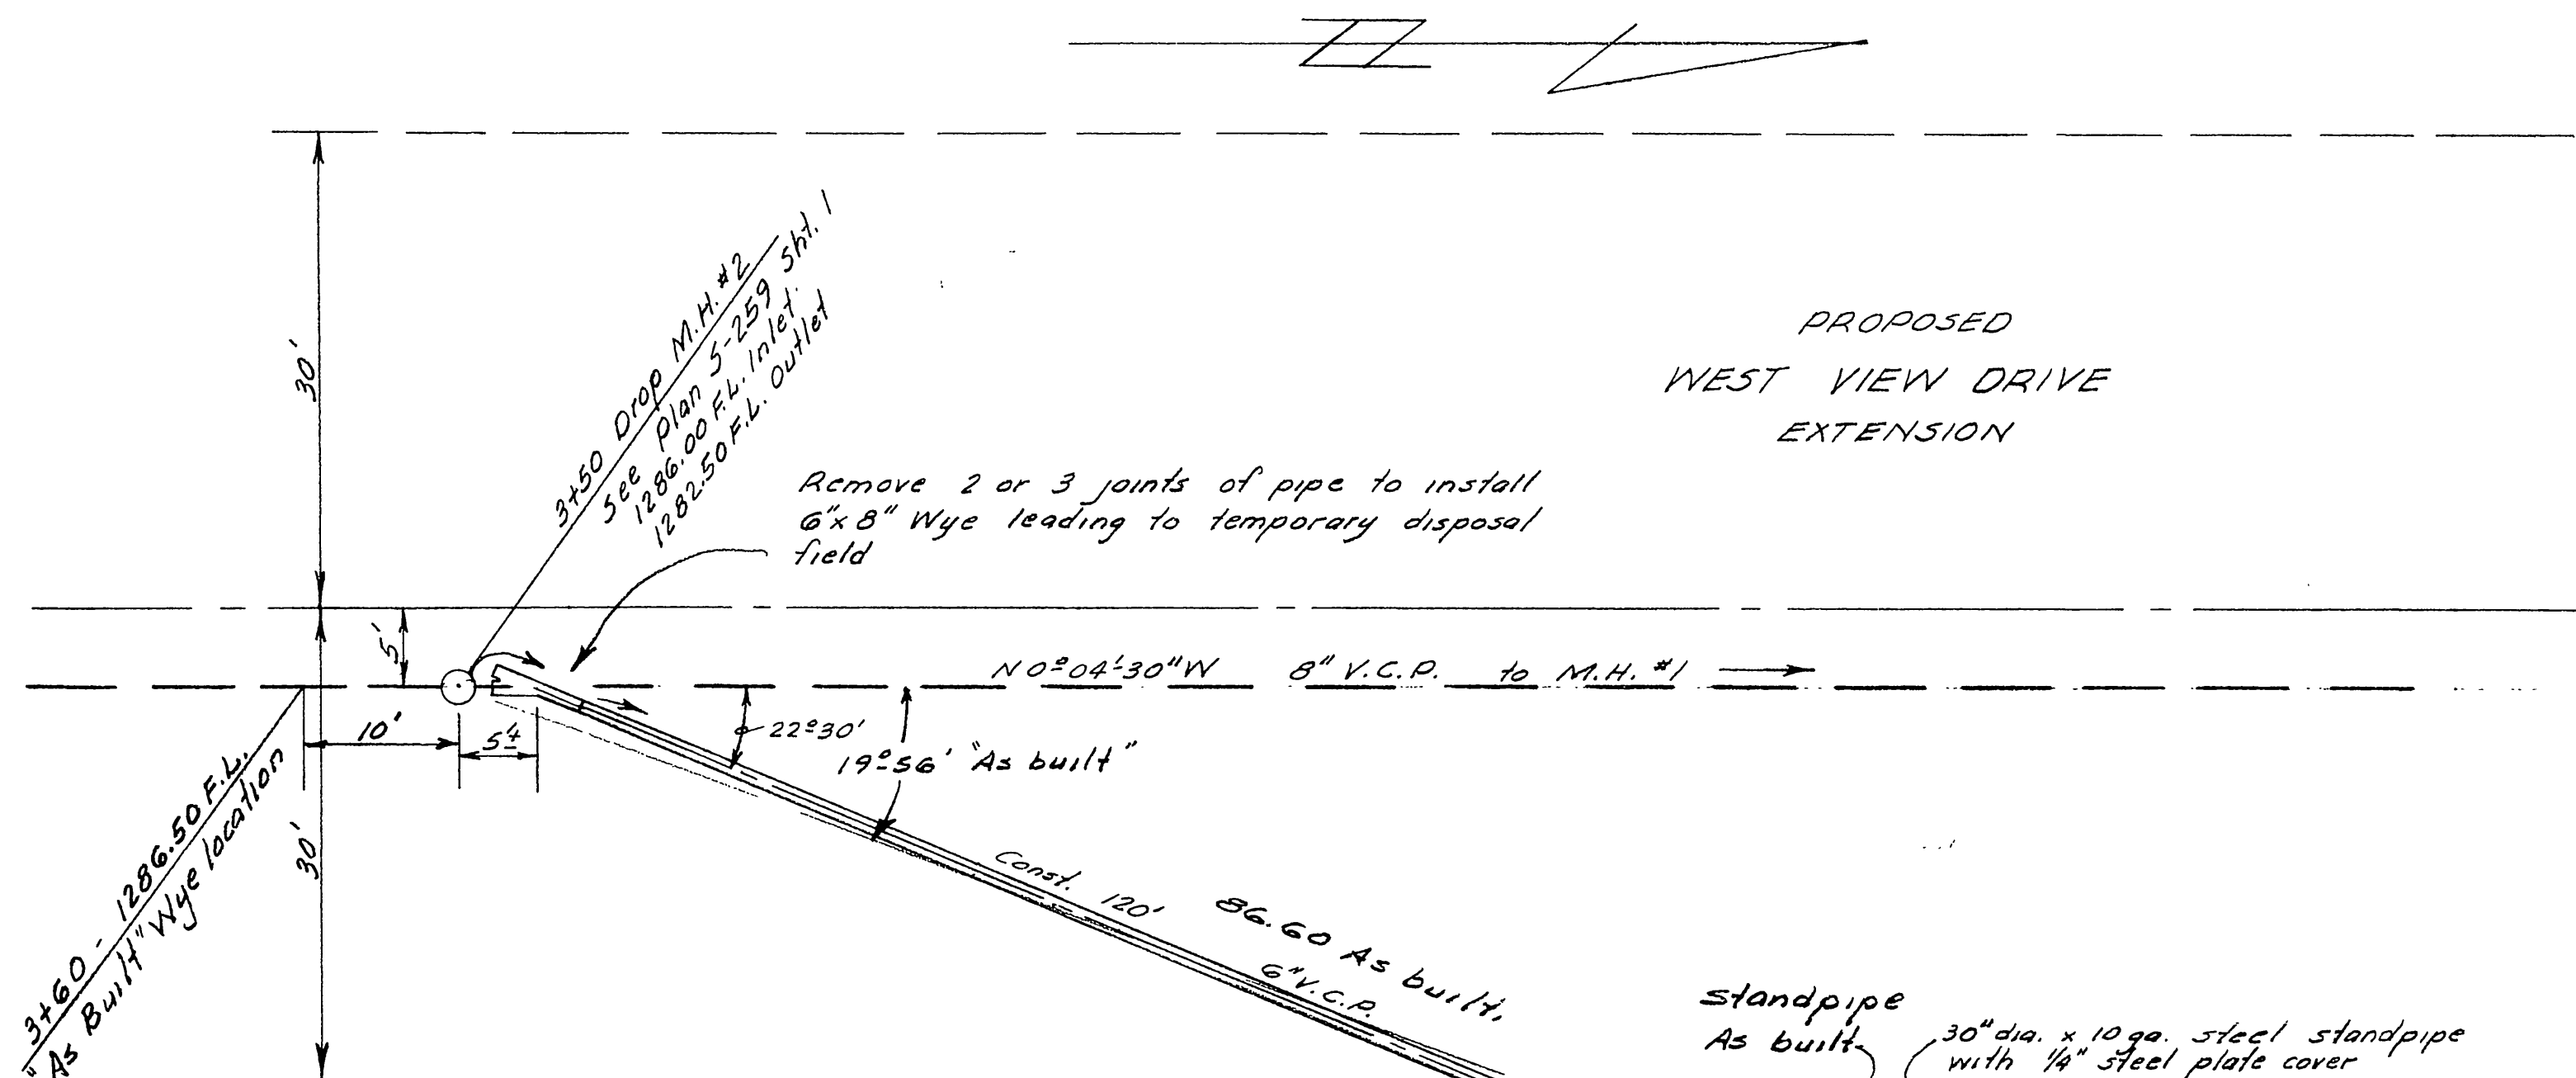 N
30'
3+50 Drop M.H. #2
See Plan S-259 Sht. 1
1286.00 F.L. Inlet.
1282.50 F.L. Outlet
PROPOSED
WEST VIEW DRIVE
EXTENSION
Remove 2 or 3 joints of pipe to install
6"x 8" Wye leading to temporary disposal
field
5'
N 0°04'30"W 8" V.C.P. to M.H. #1
10'
5⁴
22°30'
19°56' "As built"
3+60 - 1286.50 F.L.
"As Built" Wye location
30'
Const. 120'
86.60 As built.
6" V.C.P.
Standpipe
As built
30" dia. x 10 ga. steel standpipe
with 1/4" steel plate cover